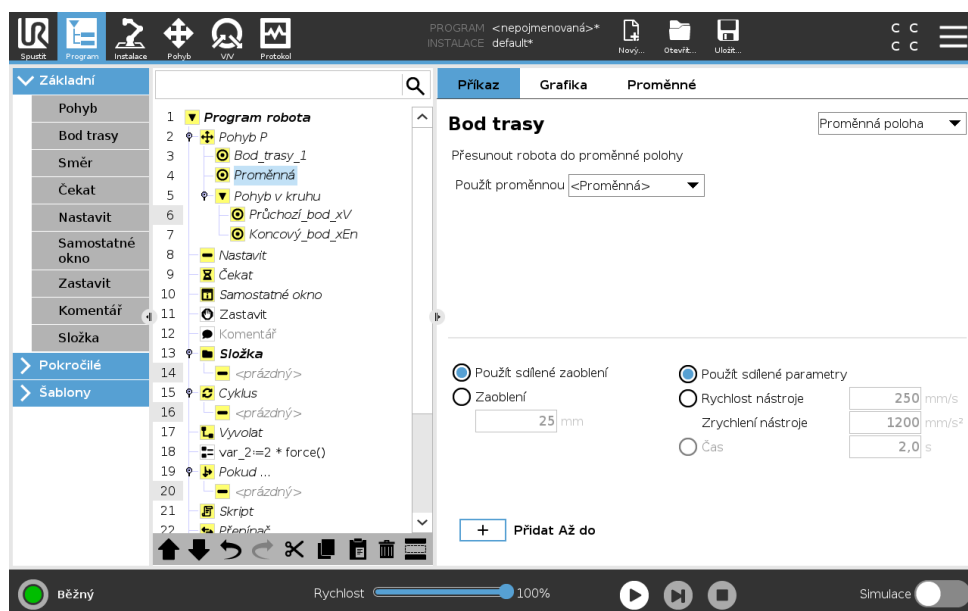 PROGRAM <nepojmenovaná>*
INSTALACE default*
Spustit
Program
Instalace
Pohyb
V/V
Protokol
Nový...
Otevřít...
Uložit...
C C
C C
Základní
Pohyb
Bod trasy
Směr
Čekat
Nastavit
Samostatné
okno
Zastavit
Komentář
Složka
Pokročilé
Šablony
1 Program robota
2 Pohyb P
3 Bod_trasy_1
4 Proměnná
5 Pohyb v kruhu
6 Průchozí_bod_xV
7 Koncový_bod_xEn
8 Nastavit
9 Čekat
10 Samostatné okno
11 Zastavit
12 Komentář
13 Složka
14 <prázdný>
15 Cyklus
16 <prázdný>
17 Vyvolat
18 var_2:=2 * force()
19 Pokud ...
20 <prázdný>
21 Skript
22 Přepínač
Příkaz Grafika Proměnné
Bod trasy
Proměnná poloha
Přesunout robota do proměnné polohy
Použít proměnnou <Proměnná>
Použít sdílené zaoblení
Zaoblení
25 mm
Použít sdílené parametry
Rychlost nástroje 250 mm/s
Zrychlení nástroje 1200 mm/s²
Čas 2,0 s
+ Přidat Až do
Běžný
Rychlost 100%
Simulace